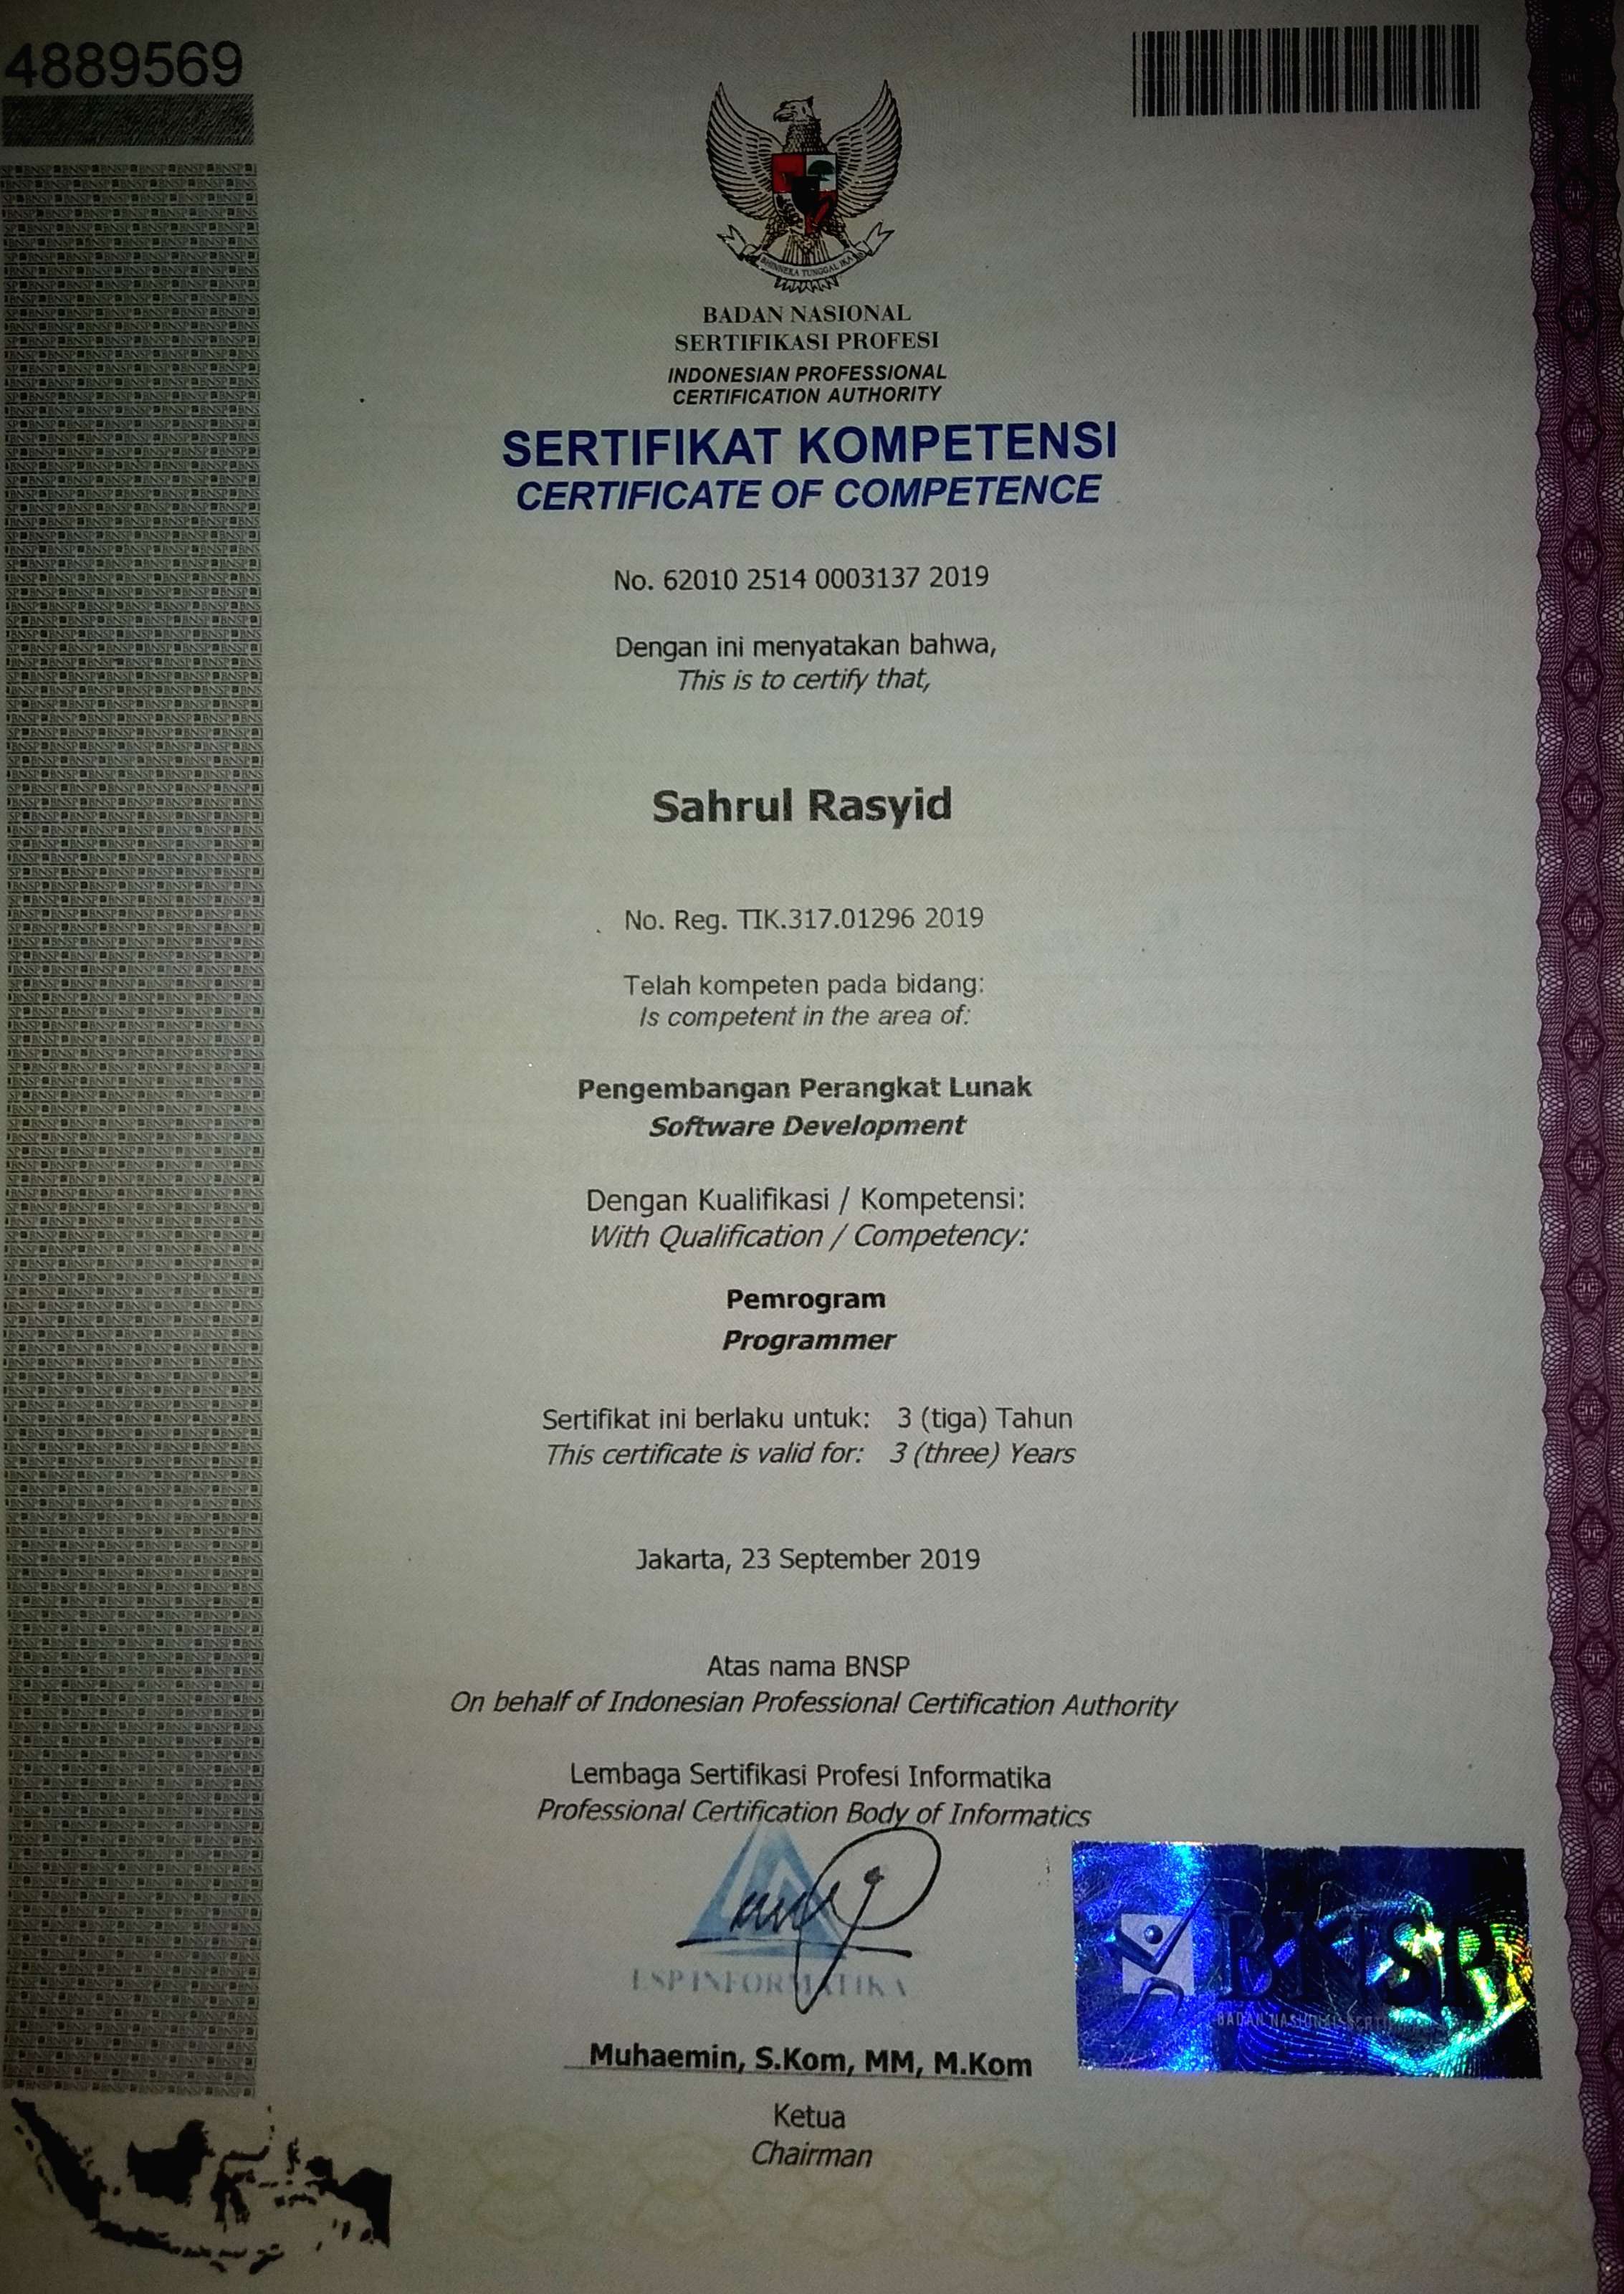 4889569
BHINNEKA TUNGGAL IKA
BADAN NASIONAL
SERTIFIKASI PROFESI
INDONESIAN PROFESSIONAL
CERTIFICATION AUTHORITY
SERTIFIKAT KOMPETENSI
CERTIFICATE OF COMPETENCE
No. 62010 2514 0003137 2019
Dengan ini menyatakan bahwa,
This is to certify that,
Sahrul Rasyid
No. Reg. TIK.317.01296 2019
Telah kompeten pada bidang:
Is competent in the area of:
Pengembangan Perangkat Lunak
Software Development
Dengan Kualifikasi / Kompetensi:
With Qualification / Competency:
Pemrogram
Programmer
Sertifikat ini berlaku untuk: 3 (tiga) Tahun
This certificate is valid for: 3 (three) Years
Jakarta, 23 September 2019
Atas nama BNSP
On behalf of Indonesian Professional Certification Authority
Lembaga Sertifikasi Profesi Informatika
Professional Certification Body of Informatics
LSP INFORMATIKA
BNSP
BADAN NASIONAL
Muhaemin, S.Kom, MM, M.Kom
Ketua
Chairman